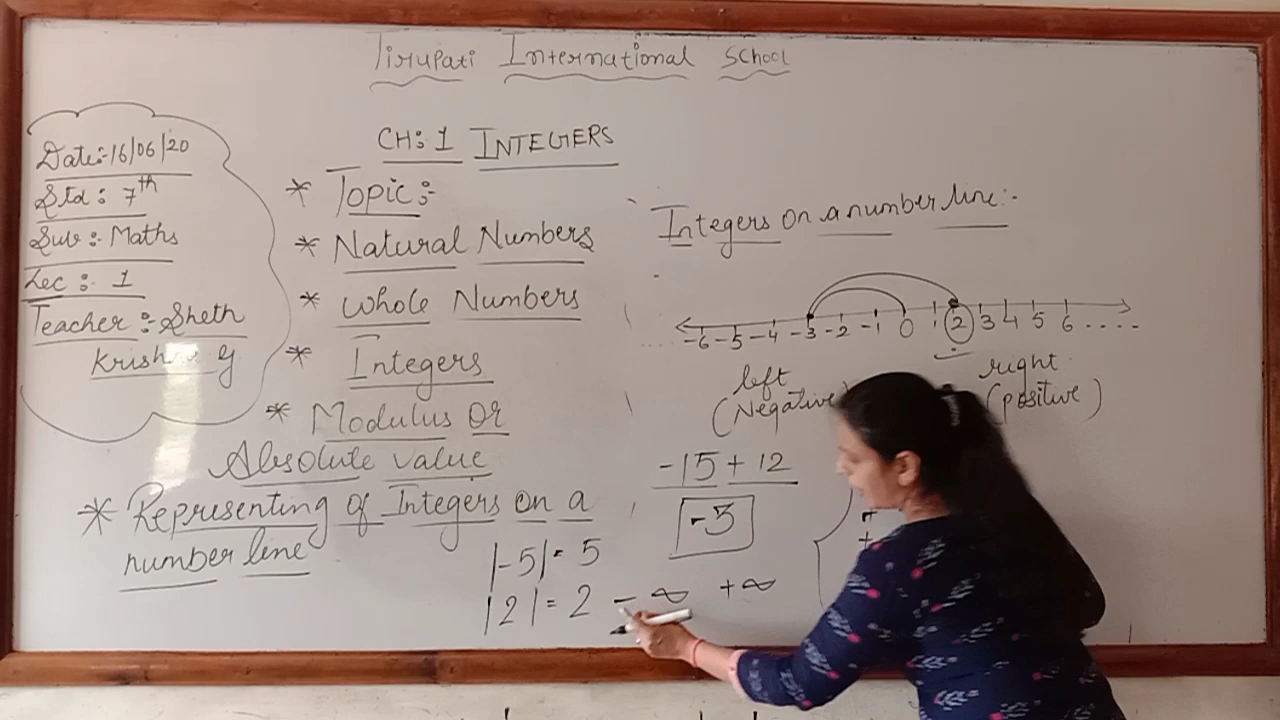 Tirupati International School
CH: 1 INTEGERS
Date:-16/06/20
Std : 7th
Sub : Maths
Lec : 1
Teacher : Sheth
Krishna G
* Topic :-
* Natural Numbers
* Whole Numbers
* Integers
* Modulus Or
Absolute value
* Representing of Integers on a
number line
|-5| = 5
|2| = 2
Integers on a number line:-
.... -6 -5 -4 -3 -2 -1 0 1 2 3 4 5 6 .....
left
(Negative
right
(positive)
-15 + 12
-3
- ∞ + ∞